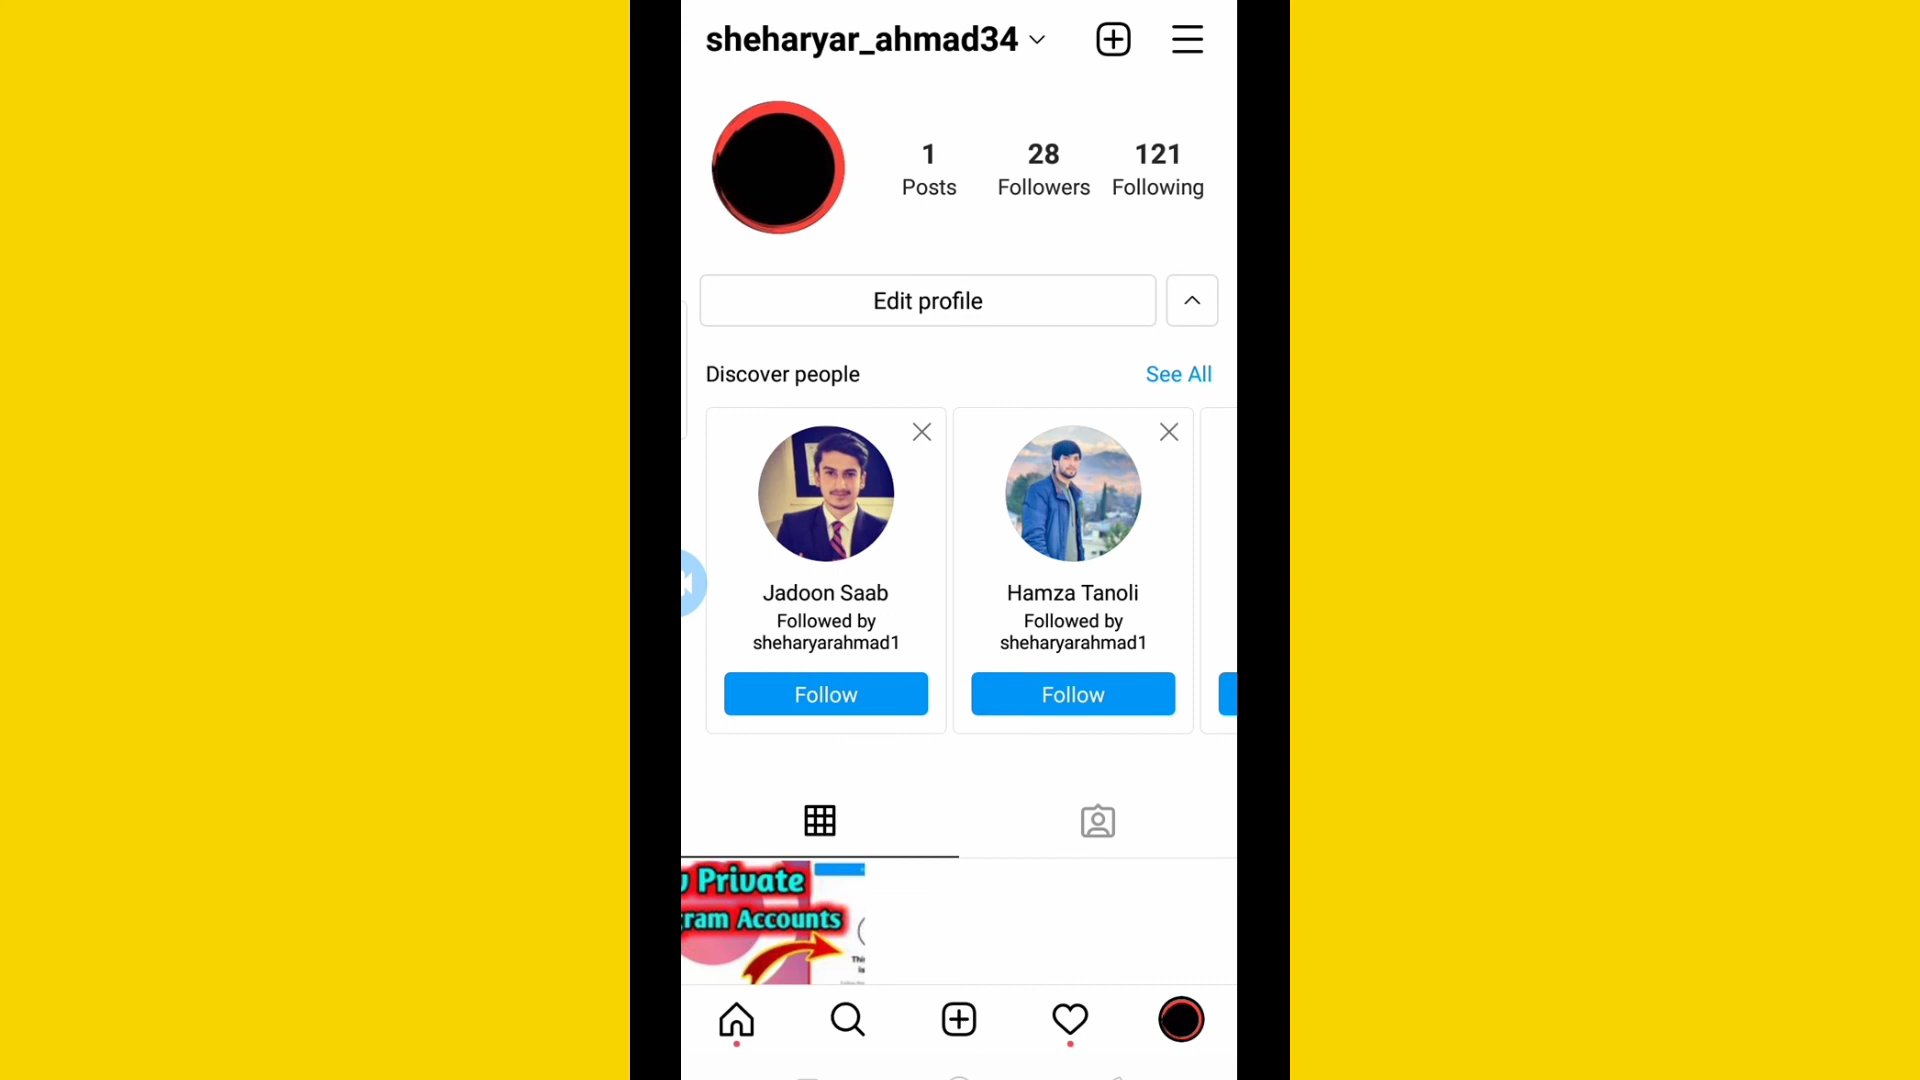 sheharyar_ahmad34
1 28 121
Posts Followers Following
Edit profile
Discover people See All
Jadoon Saab Hamza Tanoli
Followed by Followed by
sheharyarahmad1 sheharyarahmad1
Follow Follow
Private
gram Accounts